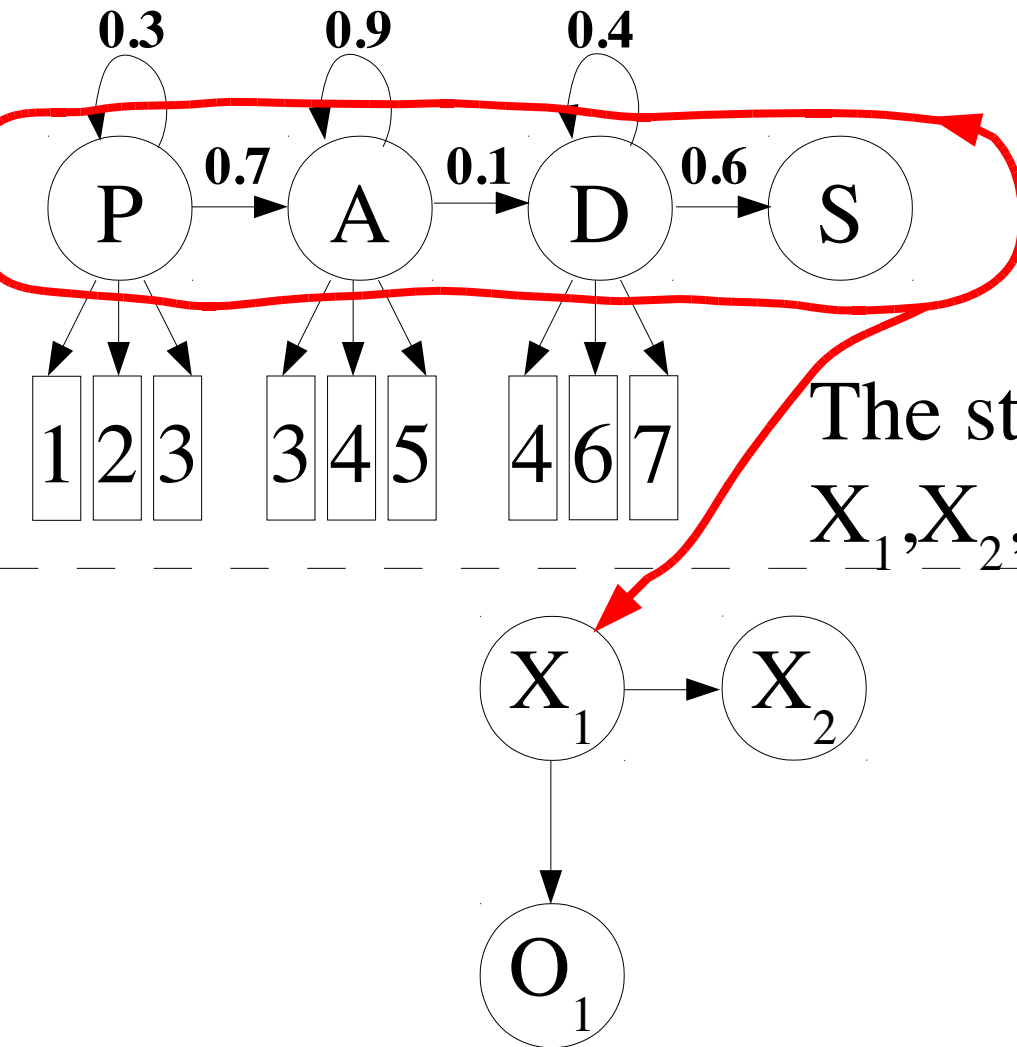 0.3 0.9 0.4
0.7 0.1 0.6
P A D S
1 2 3 3 4 5 4 6 7
The st
X₁,X₂,
X₁ X₂
O₁